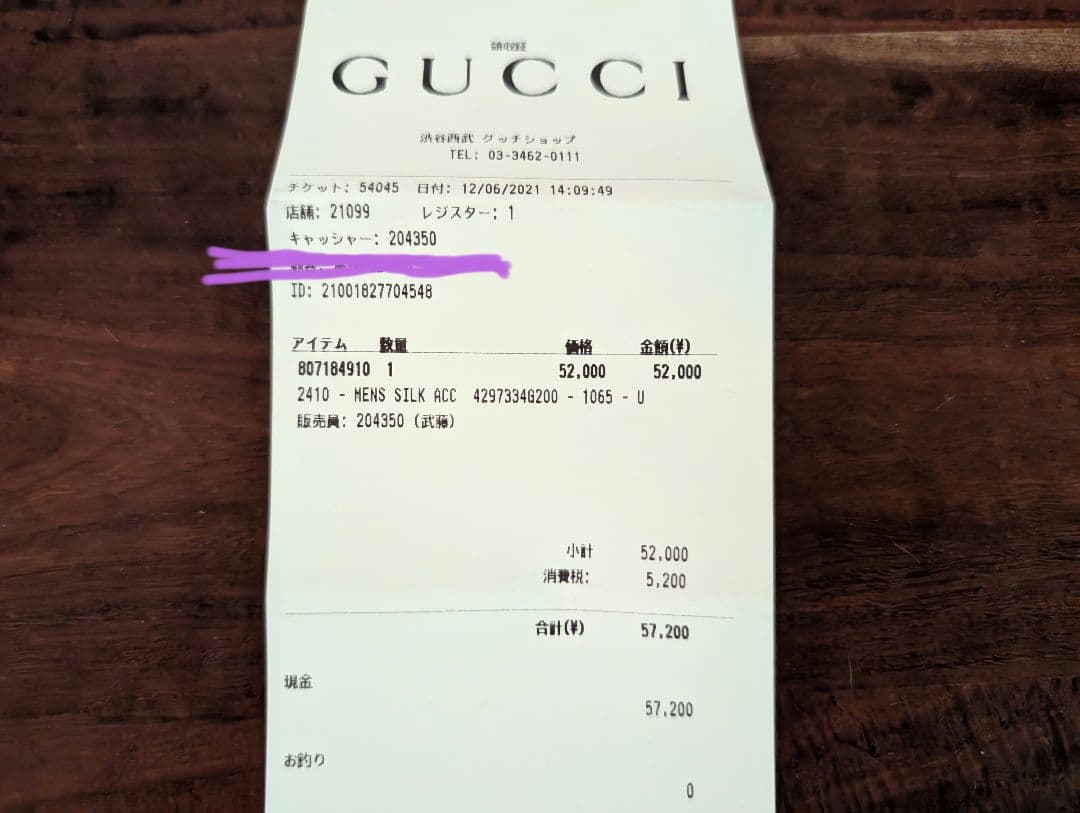 領収証
GUCCI
渋谷西武 グッチショップ
TEL: 03-3462-0111
チケット: 54045 日付: 12/06/2021 14:09:49
店舗: 21099 レジスター: 1
キャッシャー: 204350
ID: 21001827704548
アイテム 数量 価格 金額(¥)
807184910 1 52,000 52,000
2410 - MENS SILK ACC 4297334G200 - 1065 - U
販売員: 204350 (武藤)
小計 52,000
消費税: 5,200
合計(¥) 57,200
現金
57,200
お釣り
0